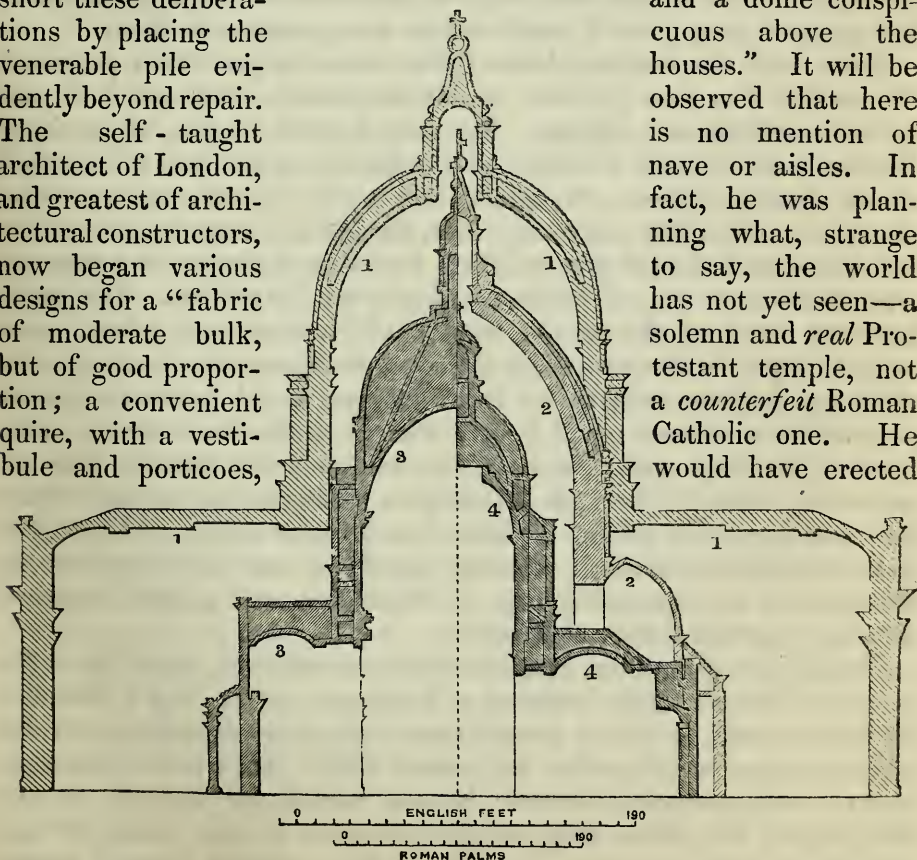 short these delibera-
tions by placing the
venerable pile evi-
dently beyond repair.
The self-taught
architect of London,
and greatest of archi-
tectural constructors,
now began various
designs for a “fabric
of moderate bulk,
but of good propor-
tion; a convenient
quire, with a vesti-
bule and porticoes,
and a dome conspi-
cuous above the
houses.” It will be
observed that here
is no mention of
nave or aisles. In
fact, he was plan-
ning what, strange
to say, the world
has not yet seen—a
solemn and real Pro-
testant temple, not
a counterfeit Roman
Catholic one. He
would have erected
1
1
2
3
4
1
1
2
3
4
0 ENGLISH FEET 190
0 190
ROMAN PALMS